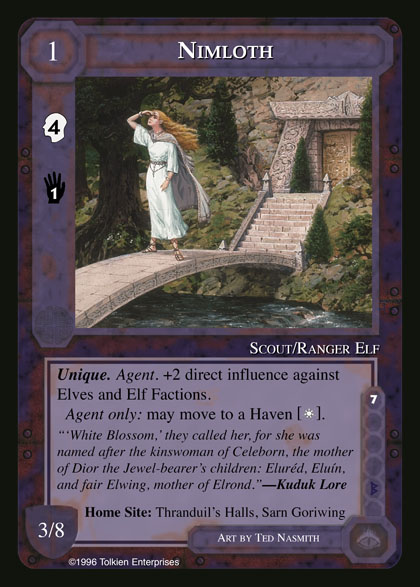 1
NIMLOTH
4
1
SCOUT/RANGER ELF
Unique. Agent. +2 direct influence against
Elves and Elf Factions.
Agent only: may move to a Haven [☀].
“‘White Blossom,’ they called her, for she was
named after the kinswoman of Celeborn, the mother
of Dior the Jewel-bearer’s children: Eluréd, Eluín,
and fair Elwing, mother of Elrond.”—Kuduk Lore
7
Home Site: Thranduil’s Halls, Sarn Goriwing
3/8
ART BY TED NASMITH
©1996 Tolkien Enterprises